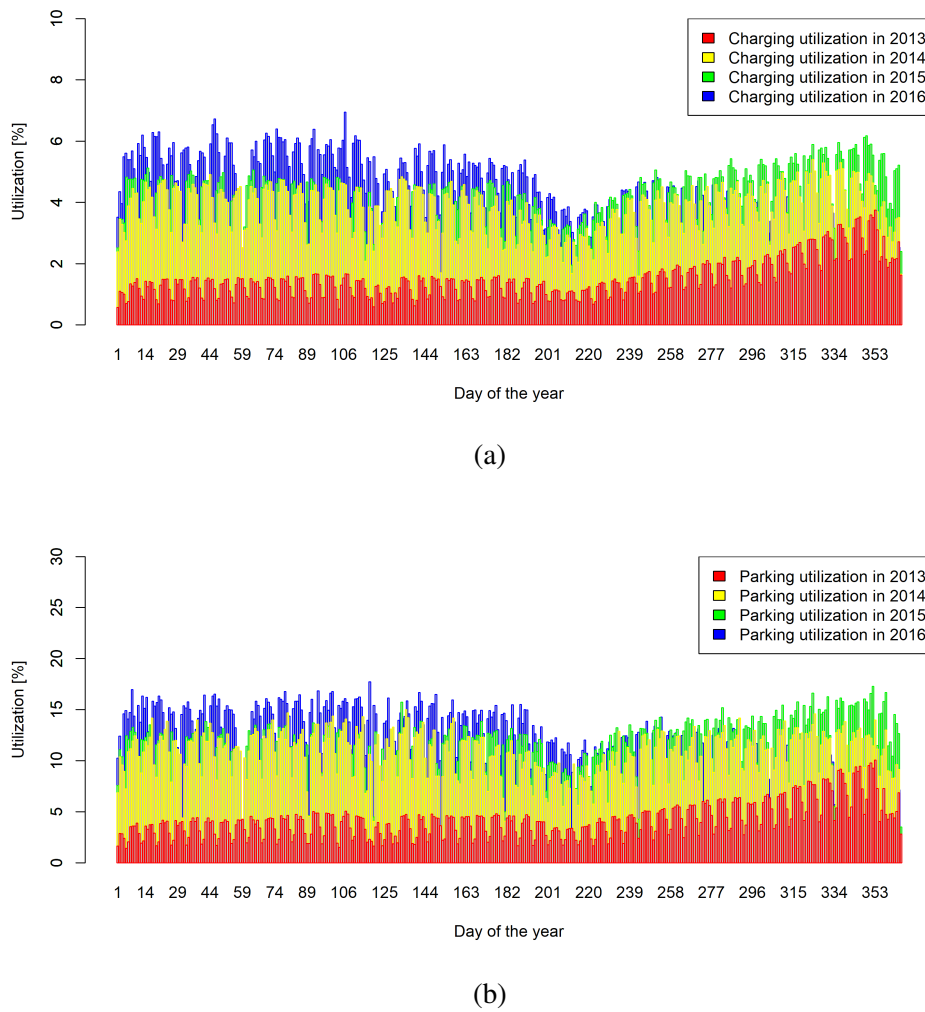 10
8
6
4
2
0
Utilization [%]
Charging utilization in 2013
Charging utilization in 2014
Charging utilization in 2015
Charging utilization in 2016
1 14 29 44 59 74 89 106 125 144 163 182 201 220 239 258 277 296 315 334 353
Day of the year
(a)
30
25
20
15
10
5
0
Utilization [%]
Parking utilization in 2013
Parking utilization in 2014
Parking utilization in 2015
Parking utilization in 2016
1 14 29 44 59 74 89 106 125 144 163 182 201 220 239 258 277 296 315 334 353
Day of the year
(b)